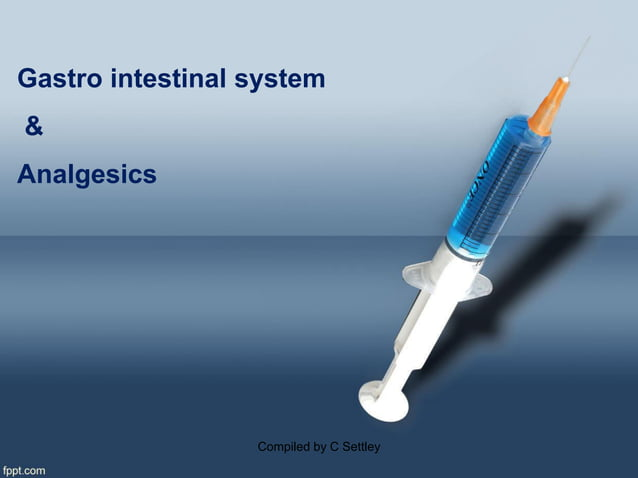 Gastro intestinal system
&
Analgesics
Compiled by C Settley
fppt.com